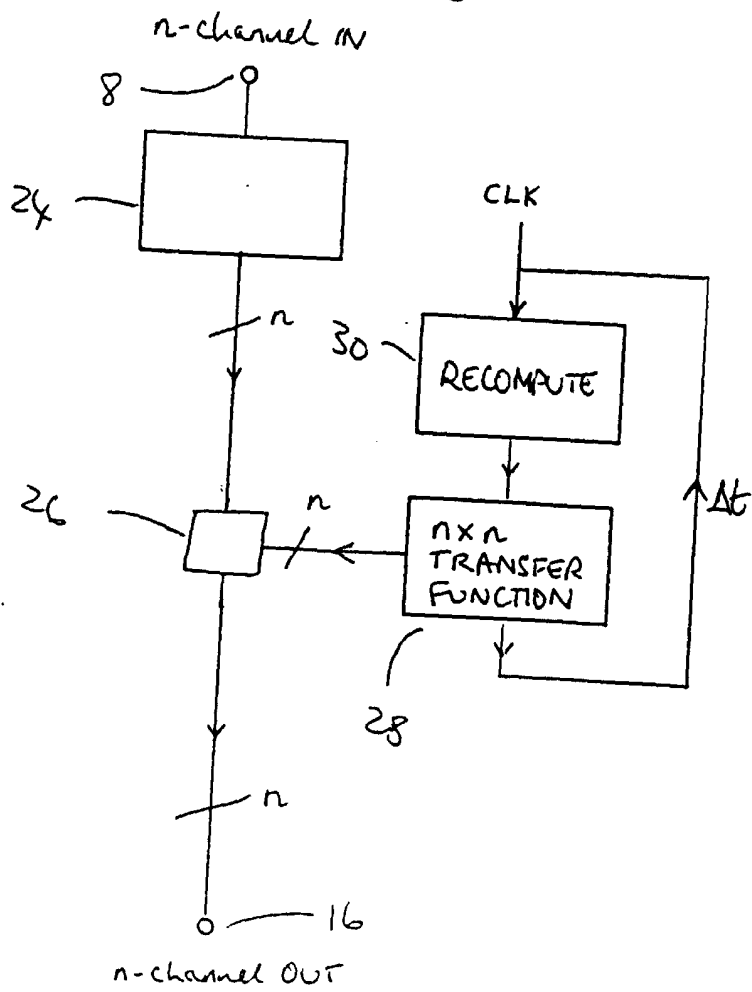 n-channel IN
8
24
CLK
n
30
RECOMPUTE
26
n
n x n
TRANSFER
FUNCTION
Δt
28
n
16
n-channel OUT